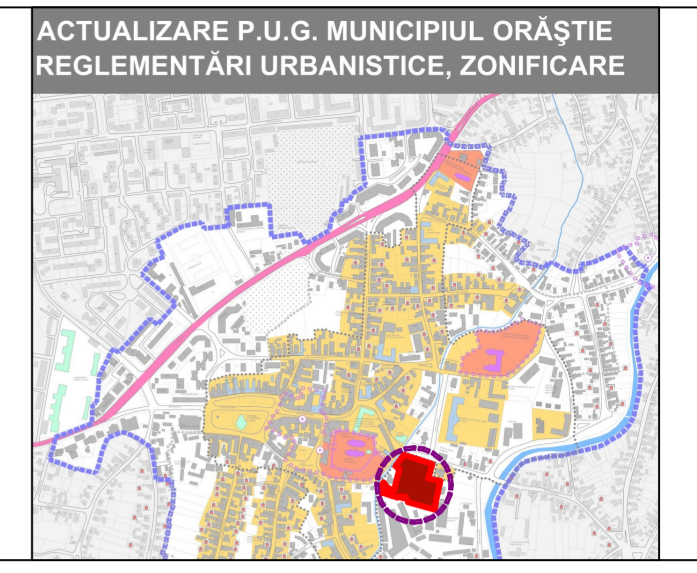 ACTUALIZARE P.U.G. MUNICIPIUL ORĂŞTIE
REGLEMENTĂRI URBANISTICE, ZONIFICARE